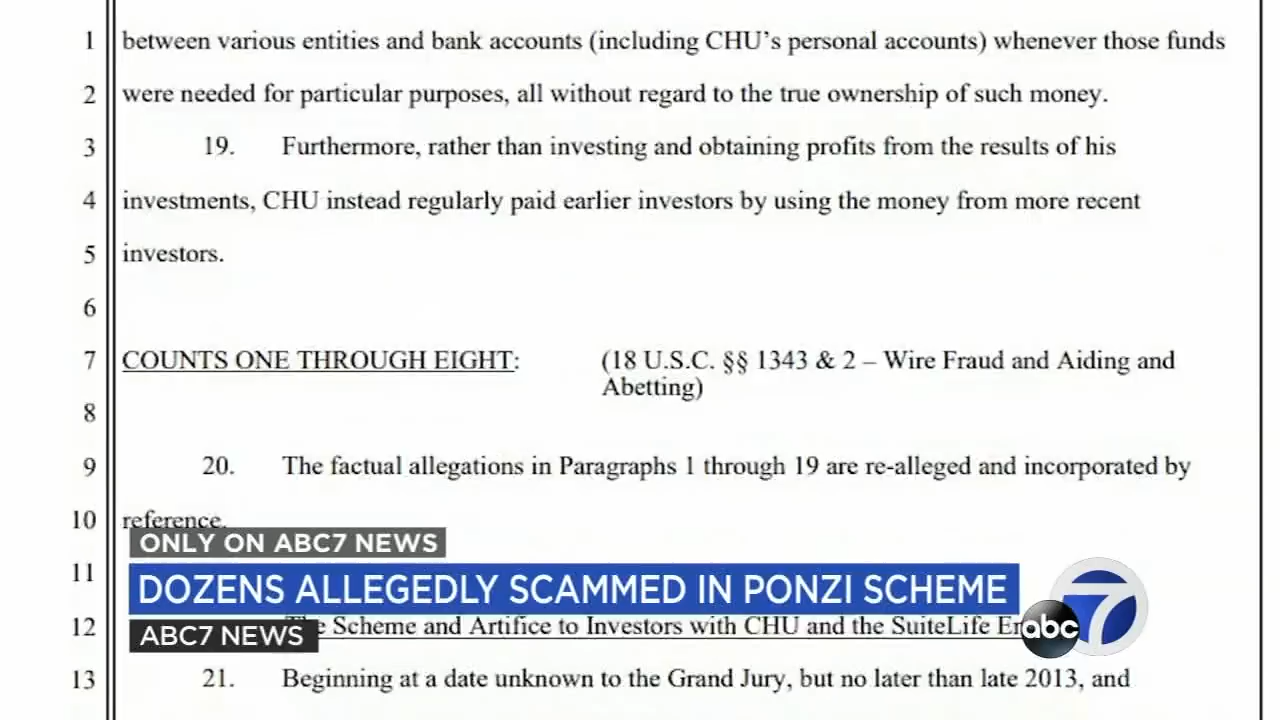 1 between various entities and bank accounts (including CHU's personal accounts) whenever those funds
2 were needed for particular purposes, all without regard to the true ownership of such money.
3 19. Furthermore, rather than investing and obtaining profits from the results of his
4 investments, CHU instead regularly paid earlier investors by using the money from more recent
5 investors.
6
7 COUNTS ONE THROUGH EIGHT: (18 U.S.C. §§ 1343 & 2 – Wire Fraud and Aiding and
Abetting)
8
9 20. The factual allegations in Paragraphs 1 through 19 are re-alleged and incorporated by
10 reference.
ONLY ON ABC7 NEWS
11
DOZENS ALLEGEDLY SCAMMED IN PONZI SCHEME
abc 7
12 Scheme and Artifice to Investors with CHU and the SuiteLife
ABC7 NEWS
13 21. Beginning at a date unknown to the Grand Jury, but no later than late 2013, and